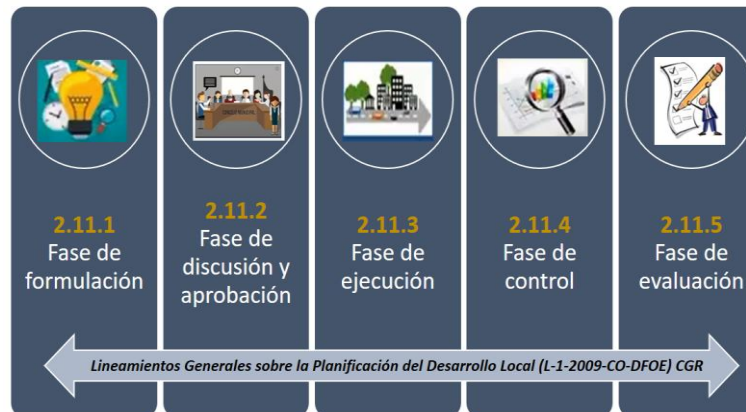 2.11.1
Fase de
formulación
2.11.2
Fase de
discusión y
aprobación
2.11.3
Fase de
ejecución
2.11.4
Fase de
control
2.11.5
Fase de
evaluación
Lineamientos Generales sobre la Planificación del Desarrollo Local (L-1-2009-CO-DFOE) CGR